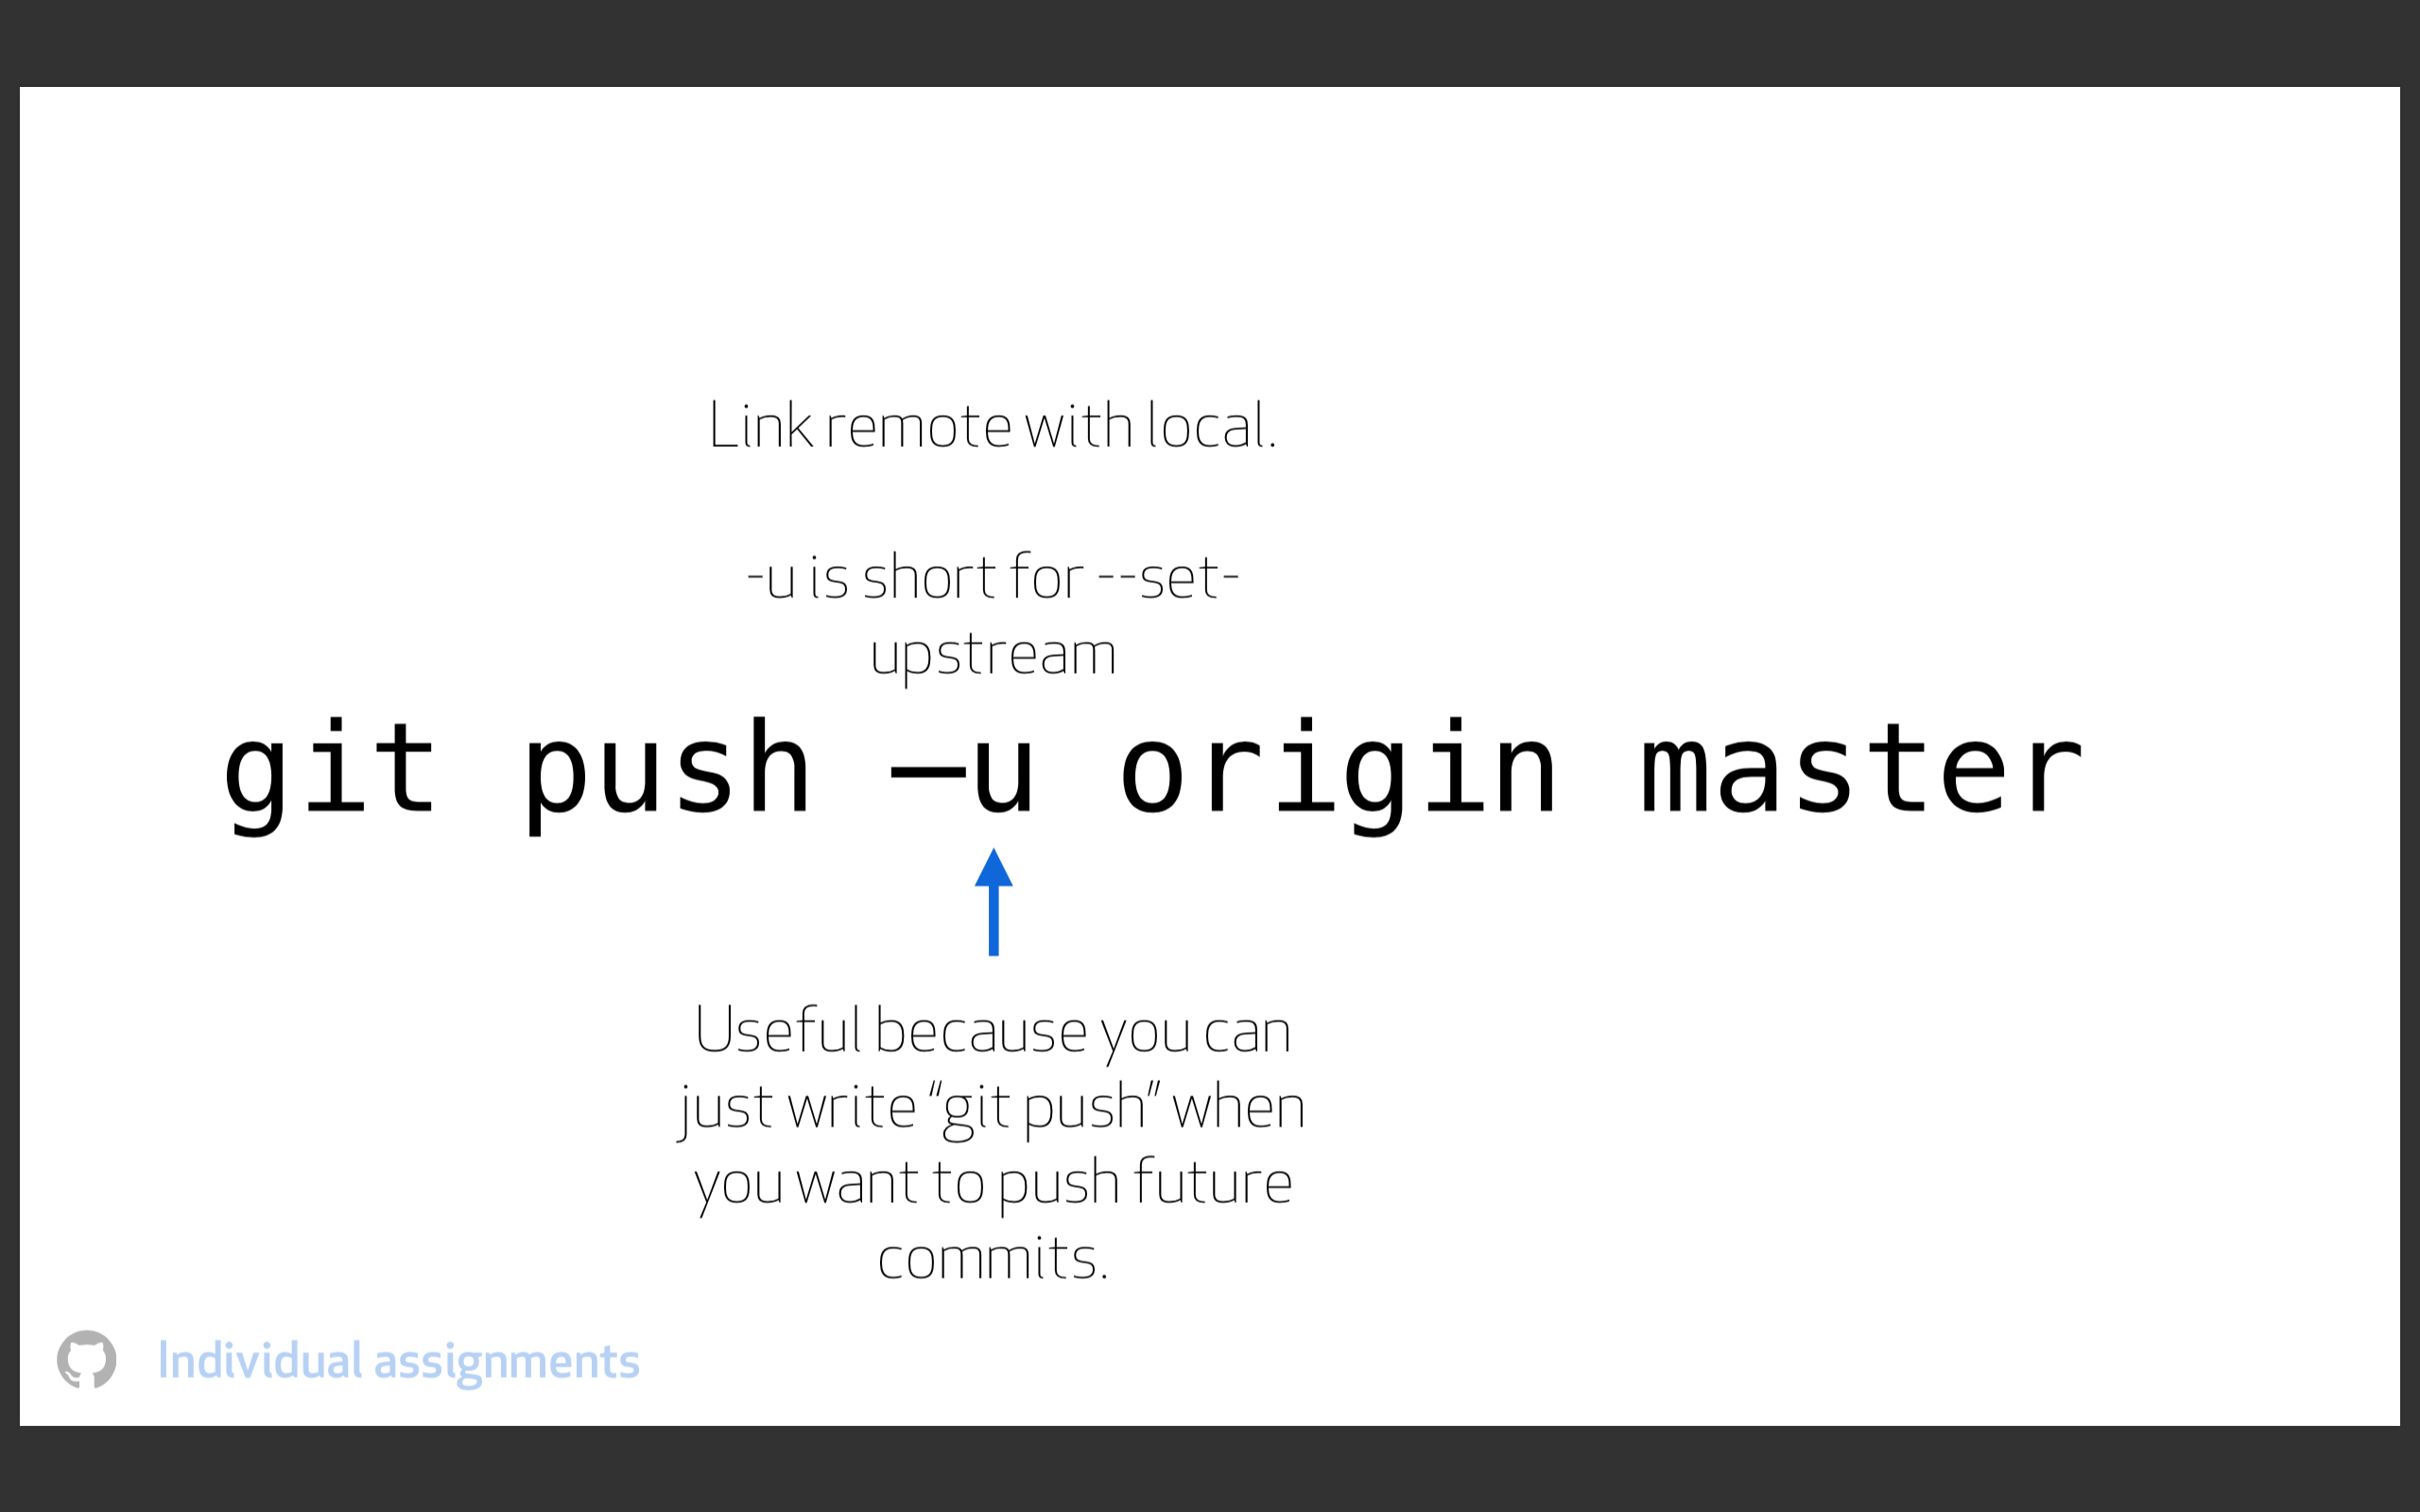 Link remote with local.
-u is short for --set-
upstream
git push –u origin master
Useful because you can
just write “git push” when
you want to push future
commits.
Individual assignments